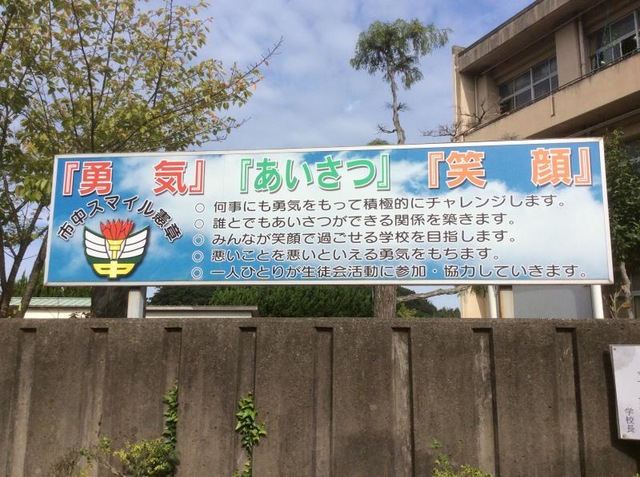 『勇気』 『あいさつ』 『笑顔』
市中スマイル憲章
中
○ 何事にも勇気をもって積極的にチャレンジします。
○ 誰とでもあいさつができる関係を築きます。
○ みんなが笑顔で過ごせる学校を目指します。
○ 悪いことを悪いといえる勇気をもちます。
○ 一人ひとりが生徒会活動に参加・協力していきます。
学校長